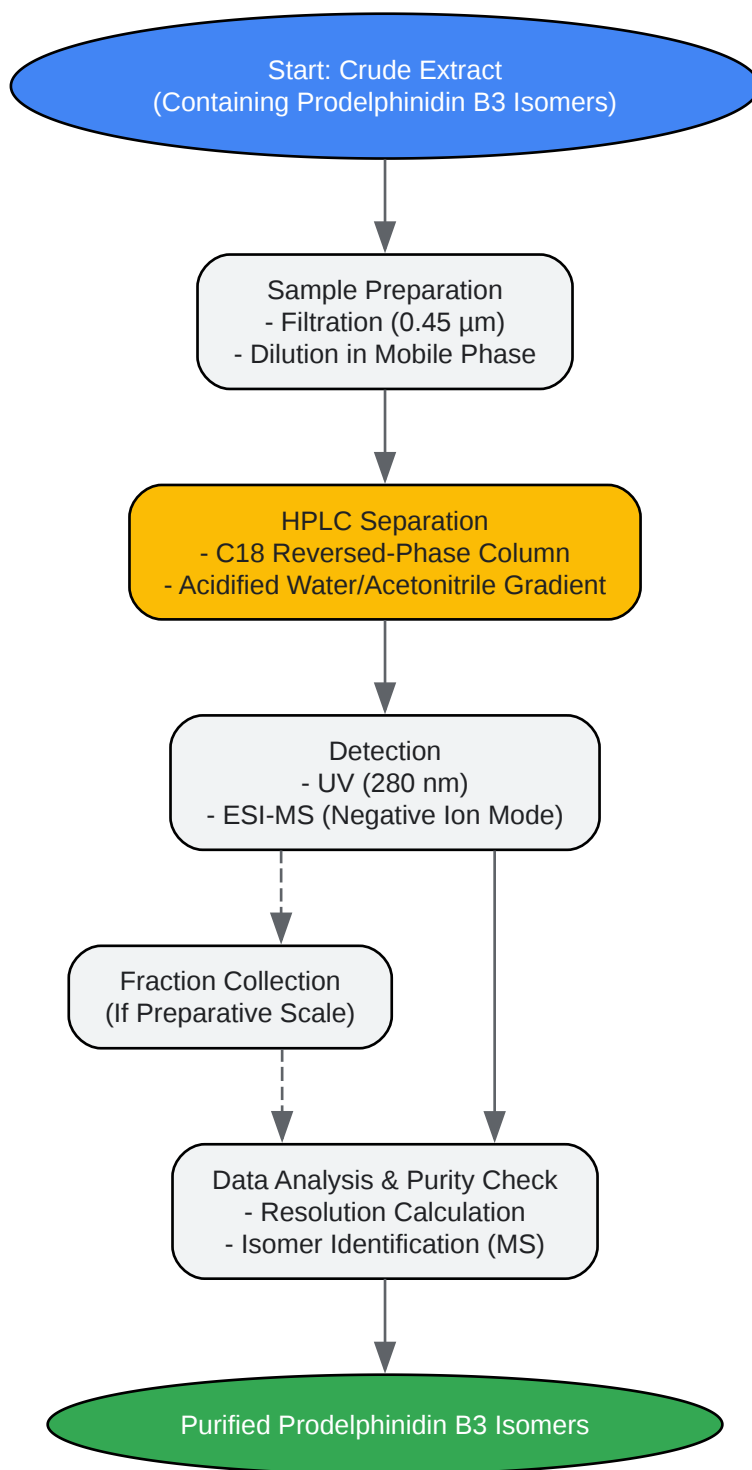 Start: Crude Extract
(Containing Prodelphinidin B3 Isomers)
Sample Preparation
- Filtration (0.45 µm)
- Dilution in Mobile Phase
HPLC Separation
- C18 Reversed-Phase Column
- Acidified Water/Acetonitrile Gradient
Detection
- UV (280 nm)
- ESI-MS (Negative Ion Mode)
Fraction Collection
(If Preparative Scale)
Data Analysis & Purity Check
- Resolution Calculation
- Isomer Identification (MS)
Purified Prodelphinidin B3 Isomers